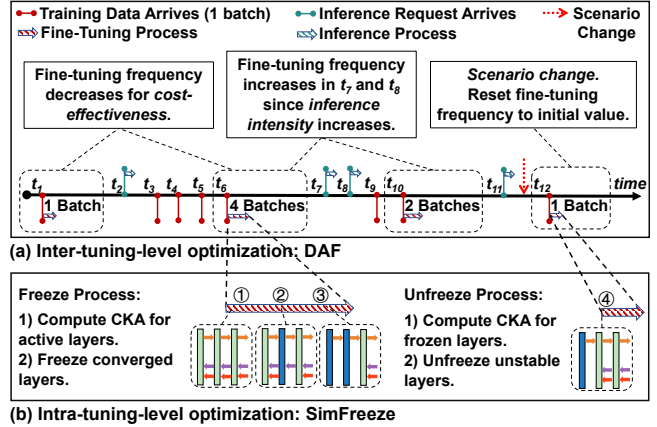 Training Data Arrives (1 batch)
Inference Request Arrives
Scenario
Change
Fine-Tuning Process
Inference Process
Fine-tuning frequency
decreases for cost-
effectiveness.
Fine-tuning frequency
increases in t7 and t8
since inference
intensity increases.
Scenario change.
Reset fine-tuning
frequency to initial value.
t1 t2 t3 t4 t5 t6 t7 t8 t9 t10 t11 t12 time
1 Batch
4 Batches
2 Batches
1 Batch
(a) Inter-tuning-level optimization: DAF
Freeze Process:
1) Compute CKA for
active layers.
2) Freeze converged
layers.
① ② ③
Unfreeze Process:
1) Compute CKA for
frozen layers.
2) Unfreeze unstable
layers.
④
(b) Intra-tuning-level optimization: SimFreeze